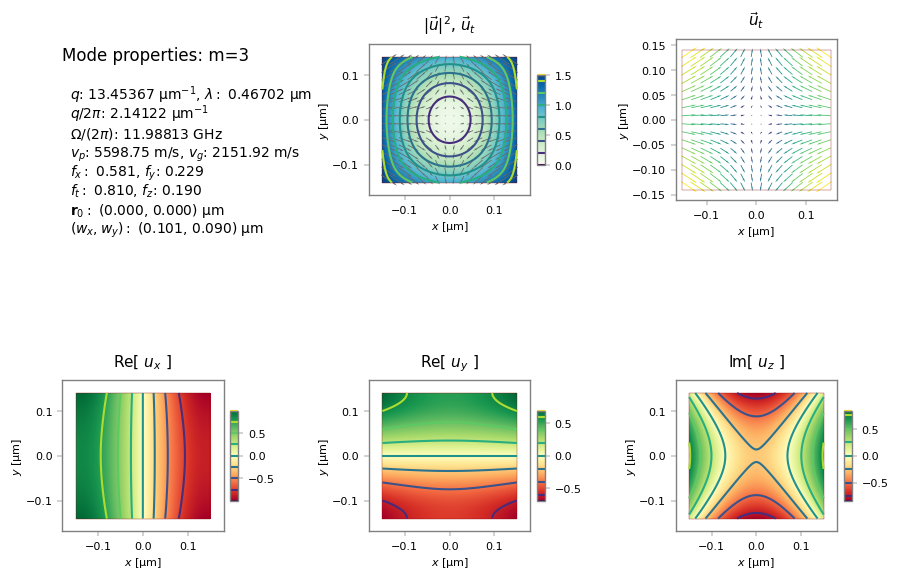 Mode properties: m=3
q: 13.45367 μm⁻¹, λ: 0.46702 μm
q/2π: 2.14122 μm⁻¹
Ω/(2π): 11.98813 GHz
v_p: 5598.75 m/s, v_g: 2151.92 m/s
f_x: 0.581, f_y: 0.229
f_t: 0.810, f_z: 0.190
r₀: (0.000, 0.000) μm
(w_x, w_y): (0.101, 0.090) μm
|u⃗|², u⃗_t
0.1
0.0
−0.1
y [μm]
−0.1 0.0 0.1
x [μm]
1.5
1.0
0.5
0.0
u⃗_t
0.15
0.10
0.05
0.00
−0.05
−0.10
−0.15
y [μm]
−0.1 0.0 0.1
x [μm]
Re[ u_x ]
0.1
0.0
−0.1
y [μm]
−0.1 0.0 0.1
x [μm]
0.5
0.0
−0.5
Re[ u_y ]
0.1
0.0
−0.1
y [μm]
−0.1 0.0 0.1
x [μm]
0.5
0.0
−0.5
Im[ u_z ]
0.1
0.0
−0.1
y [μm]
−0.1 0.0 0.1
x [μm]
0.5
0.0
−0.5